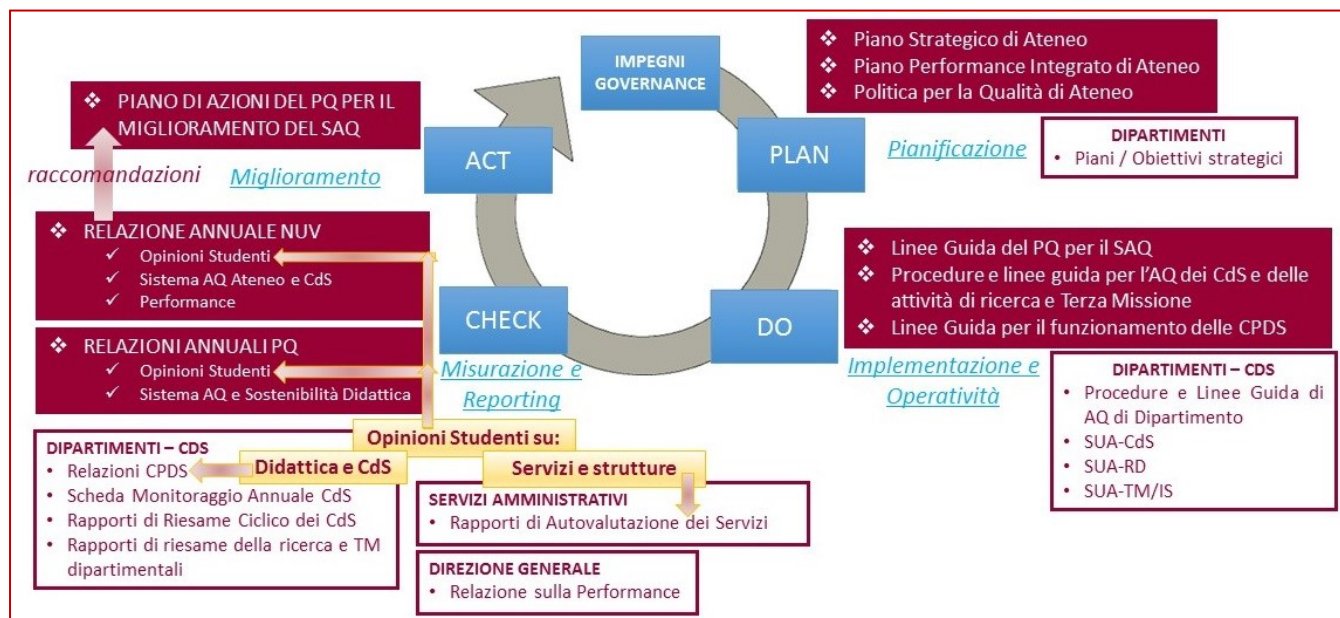 IMPEGNI
GOVERNANCE
❖ Piano Strategico di Ateneo
❖ Piano Performance Integrato di Ateneo
❖ Politica per la Qualità di Ateneo
❖ PIANO DI AZIONI DEL PQ PER IL
MIGLIORAMENTO DEL SAQ
ACT
PLAN
Pianificazione
DIPARTIMENTI
• Piani / Obiettivi strategici
raccomandazioni
Miglioramento
❖ RELAZIONE ANNUALE NUV
✓ Opinioni Studenti
✓ Sistema AQ Ateneo e CdS
✓ Performance
❖ Linee Guida del PQ per il SAQ
❖ Procedure e linee guida per l'AQ dei CdS e delle
attività di ricerca e Terza Missione
❖ Linee Guida per il funzionamento delle CPDS
CHECK
DO
❖ RELAZIONI ANNUALI PQ
✓ Opinioni Studenti
✓ Sistema AQ e Sostenibilità Didattica
Misurazione e
Reporting
Implementazione e
Operatività
DIPARTIMENTI – CDS
• Procedure e Linee Guida di
AQ di Dipartimento
• SUA-CdS
• SUA-RD
• SUA-TM/IS
Opinioni Studenti su:
Didattica e CdS
Servizi e strutture
DIPARTIMENTI – CDS
• Relazioni CPDS
• Scheda Monitoraggio Annuale CdS
• Rapporti di Riesame Ciclico dei CdS
• Rapporti di riesame della ricerca e TM
dipartimentali
SERVIZI AMMINISTRATIVI
• Rapporti di Autovalutazione dei Servizi
DIREZIONE GENERALE
• Relazione sulla Performance